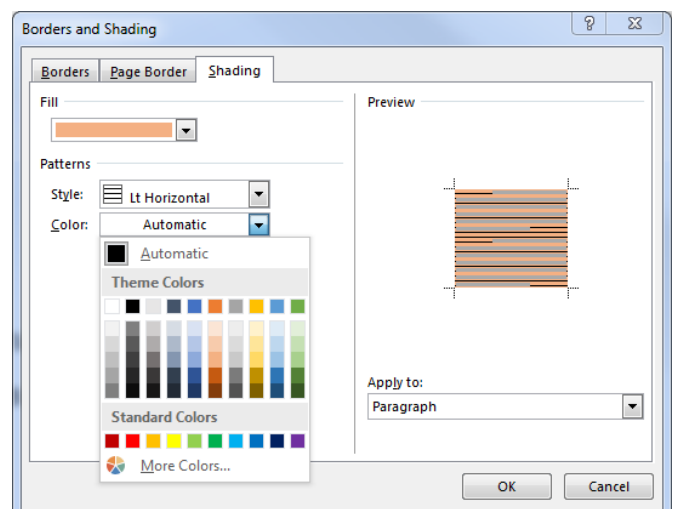 Borders and Shading
Borders
Page Border
Shading
Fill
Preview
Patterns
Style: Lt Horizontal
Color: Automatic
Automatic
Theme Colors
Standard Colors
More Colors...
Apply to:
Paragraph
OK
Cancel